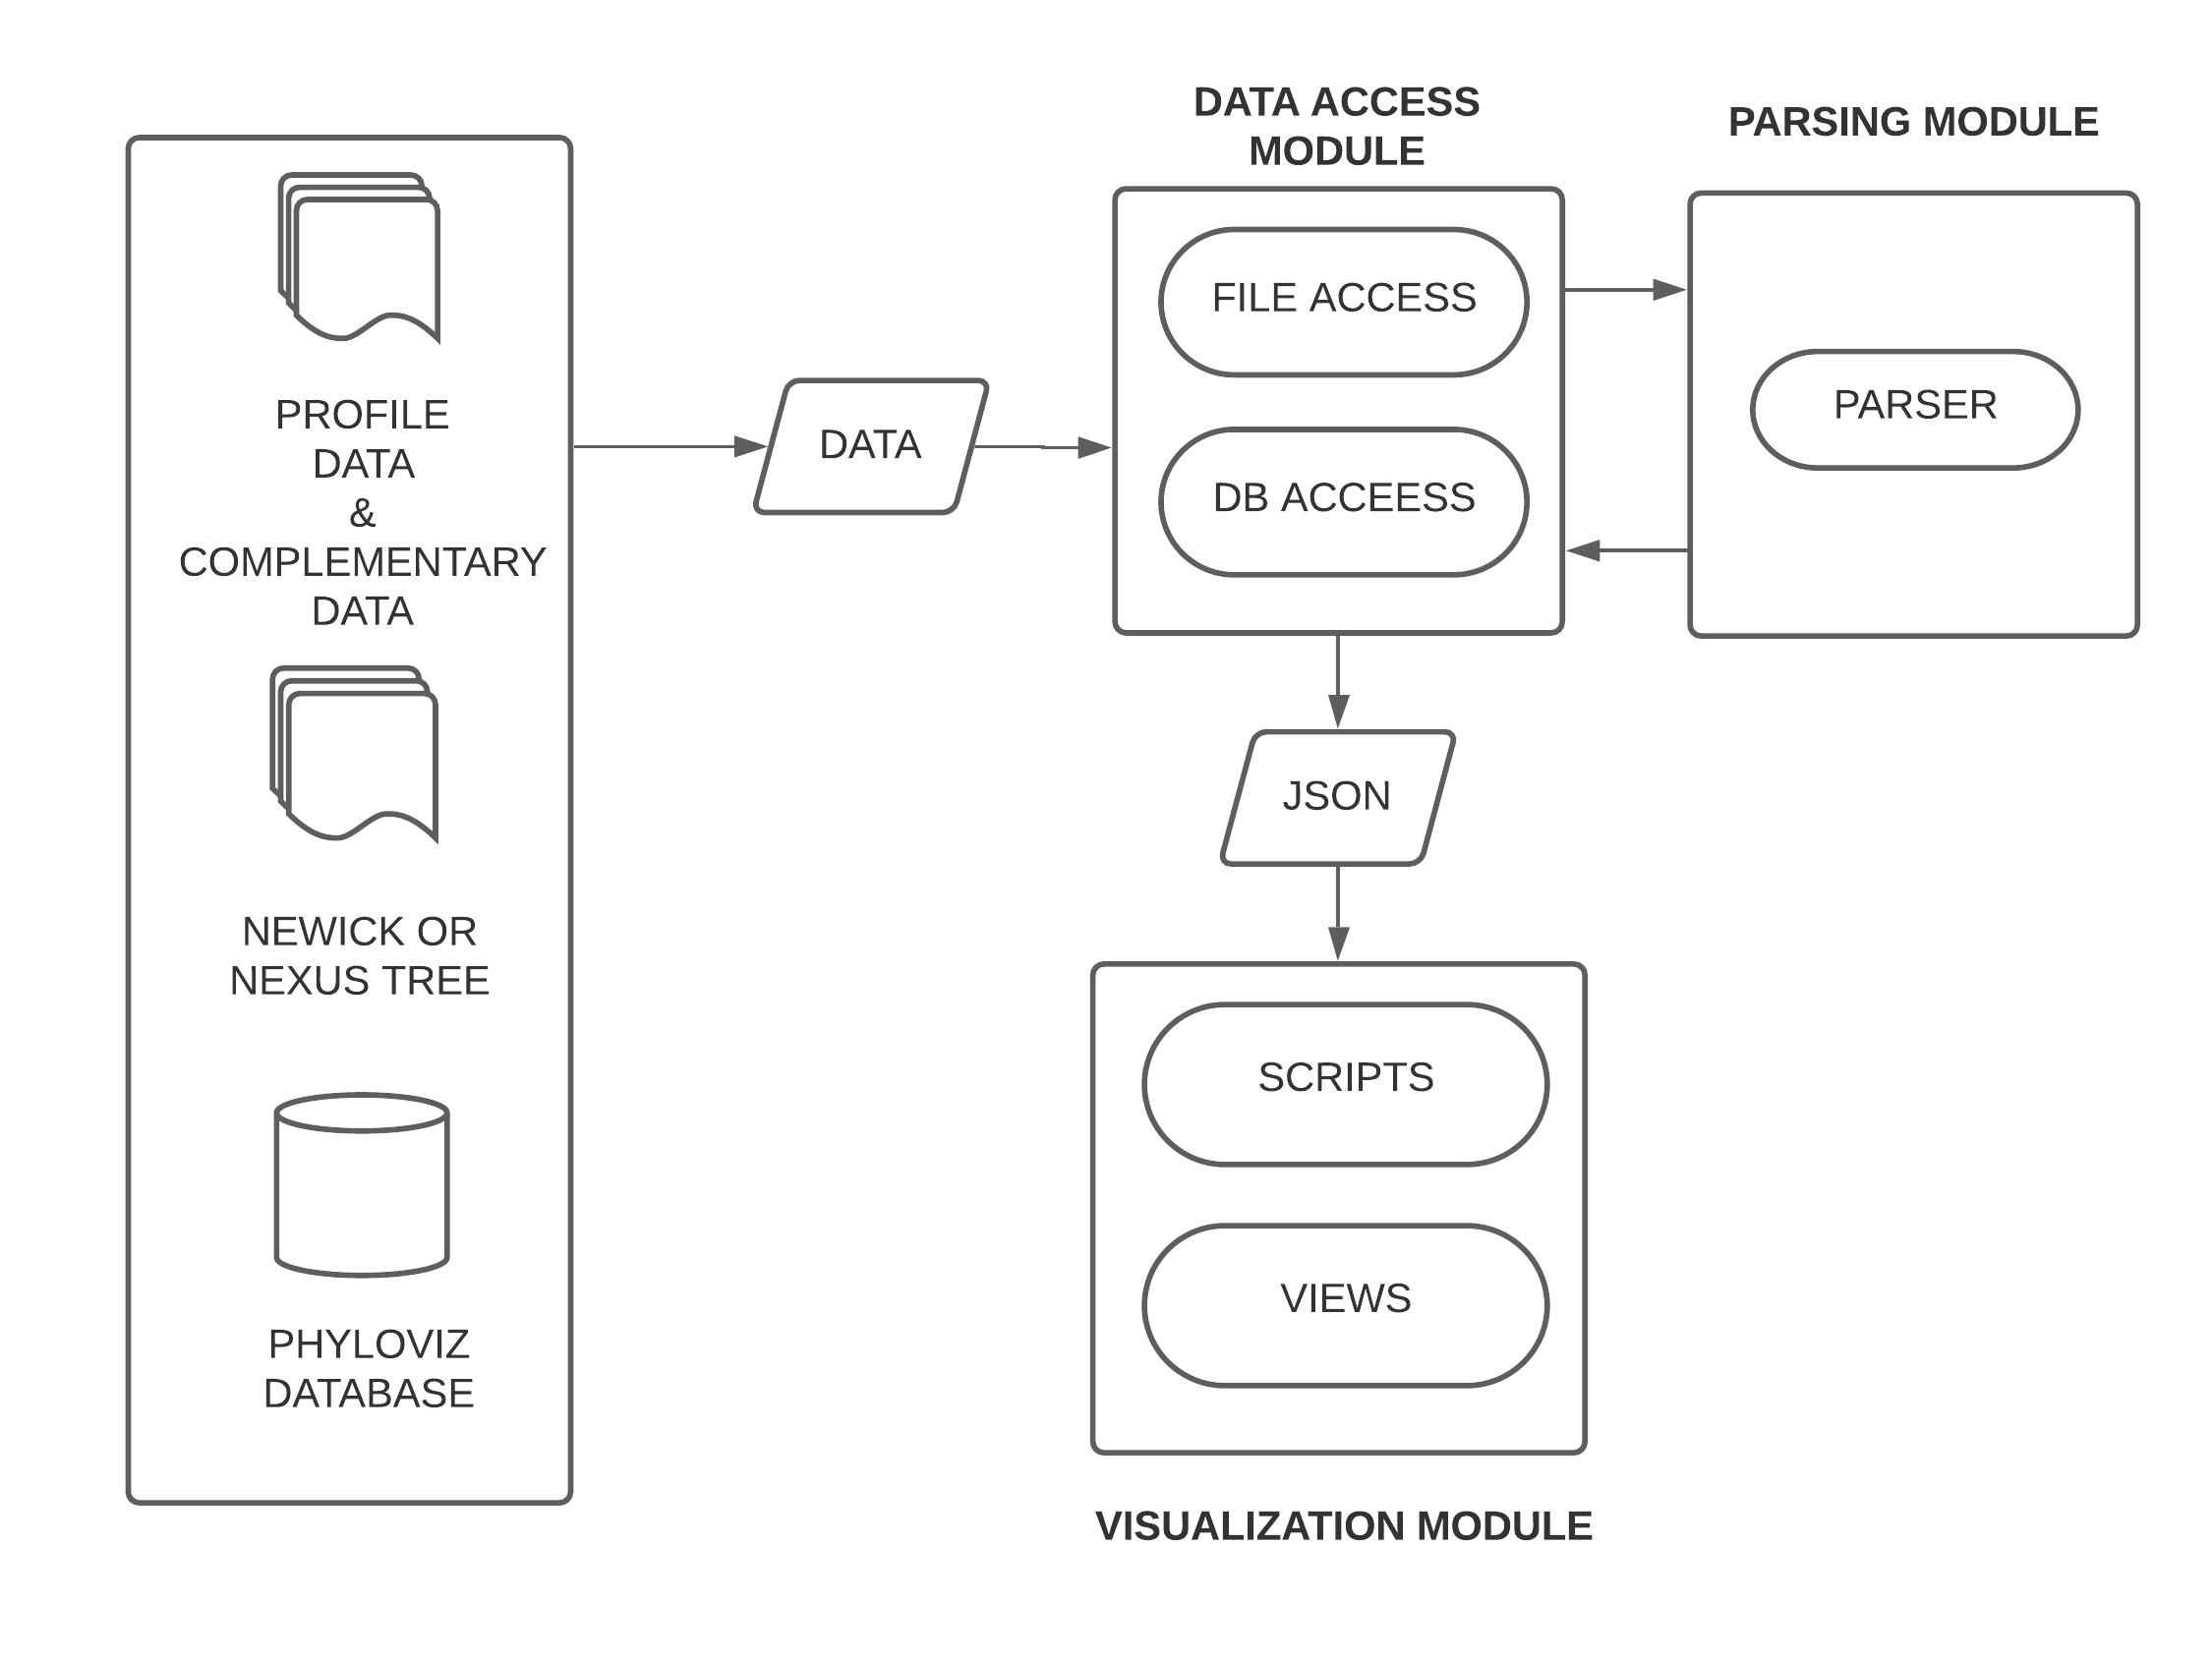 PROFILE
DATA
&
COMPLEMENTARY
DATA
NEWICK OR
NEXUS TREE
PHYLOVIZ
DATABASE
DATA
DATA ACCESS
MODULE
FILE ACCESS
DB ACCEESS
PARSING MODULE
PARSER
JSON
SCRIPTS
VIEWS
VISUALIZATION MODULE